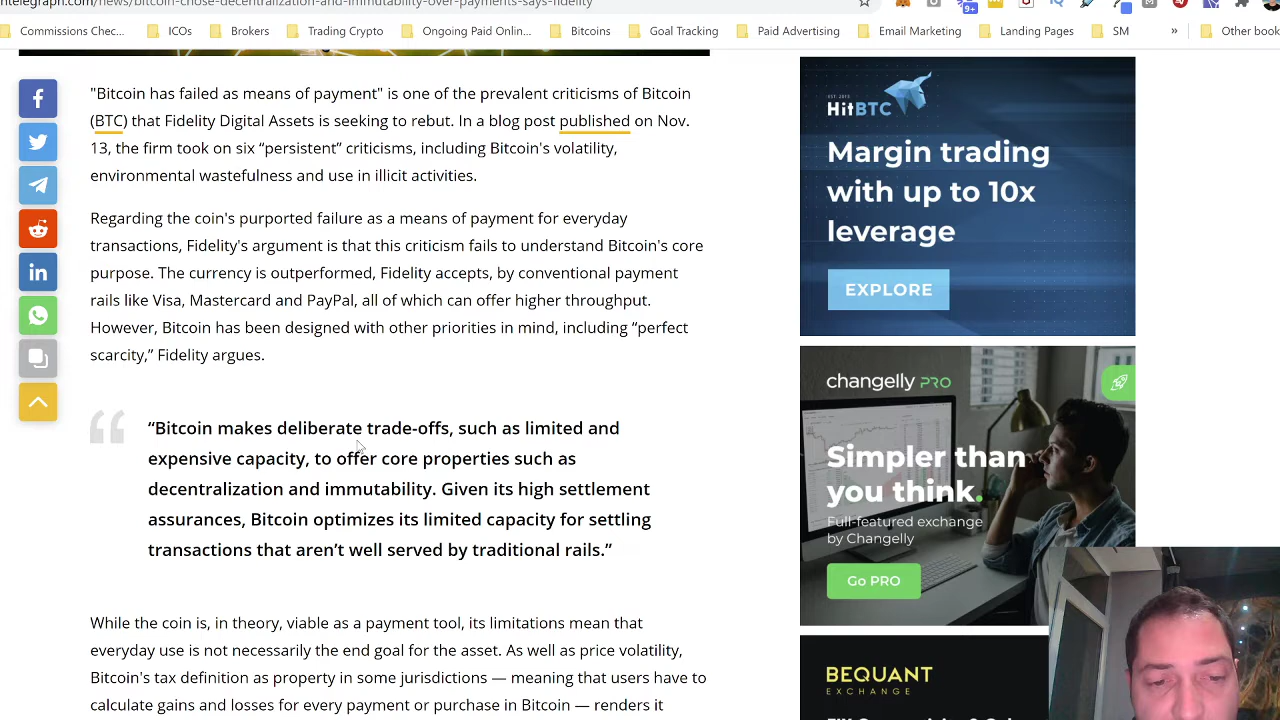 ntelegraph.com/news/bitcoin-chose-decentralization-and-immutability-over-payments-says-fidelity
9+
Commissions Chec...
ICOs
Brokers
Trading Crypto
Ongoing Paid Onlin...
Bitcoins
Goal Tracking
Paid Advertising
Email Marketing
Landing Pages
SM
»
Other book
"Bitcoin has failed as means of payment" is one of the prevalent criticisms of Bitcoin
(BTC) that Fidelity Digital Assets is seeking to rebut. In a blog post published on Nov.
13, the firm took on six “persistent” criticisms, including Bitcoin's volatility,
environmental wastefulness and use in illicit activities.
Regarding the coin's purported failure as a means of payment for everyday
transactions, Fidelity's argument is that this criticism fails to understand Bitcoin's core
purpose. The currency is outperformed, Fidelity accepts, by conventional payment
rails like Visa, Mastercard and PayPal, all of which can offer higher throughput.
However, Bitcoin has been designed with other priorities in mind, including “perfect
scarcity,” Fidelity argues.
“Bitcoin makes deliberate trade-offs, such as limited and
expensive capacity, to offer core properties such as
decentralization and immutability. Given its high settlement
assurances, Bitcoin optimizes its limited capacity for settling
transactions that aren’t well served by traditional rails.”
While the coin is, in theory, viable as a payment tool, its limitations mean that
everyday use is not necessarily the end goal for the asset. As well as price volatility,
Bitcoin's tax definition as property in some jurisdictions — meaning that users have to
calculate gains and losses for every payment or purchase in Bitcoin — renders it
EST. 2013
HitBTC
Margin trading
with up to 10x
leverage
EXPLORE
changelly PRO
Simpler than
you think.
Full-featured exchange
by Changelly
Go PRO
BEQUANT
EXCHANGE